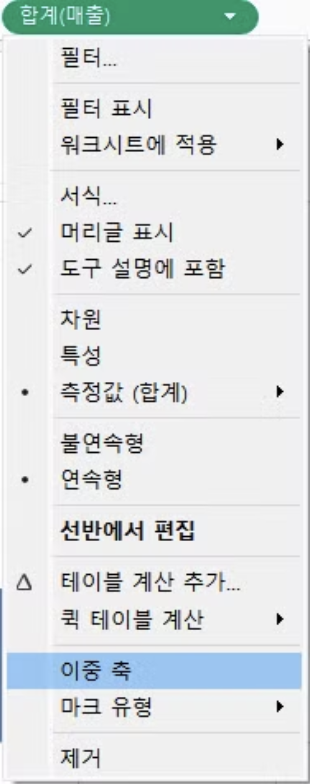 합계(매출)
필터...
필터 표시
워크시트에 적용
서식...
머리글 표시
도구 설명에 포함
차원
특성
측정값 (합계)
불연속형
연속형
선반에서 편집
테이블 계산 추가...
퀵 테이블 계산
이중 축
마크 유형
제거